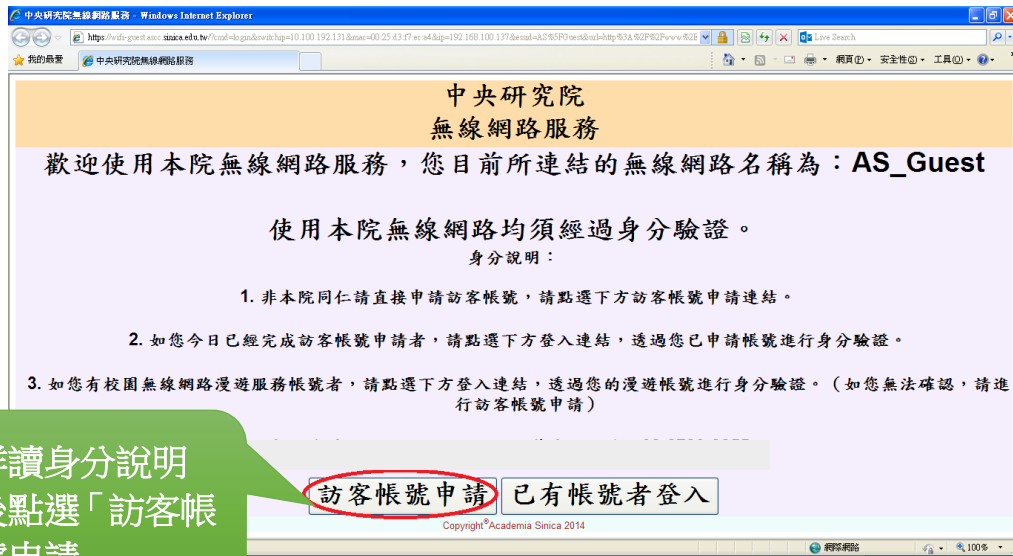 中央研究院無線網路服務 - Windows Internet Explorer
Live Search
我的最愛
中央研究院無線網路服務
網頁(P)
安全性(S)
工具(O)
中央研究院
無線網路服務
歡迎使用本院無線網路服務，您目前所連結的無線網路名稱為：AS_Guest
使用本院無線網路均須經過身分驗證。
身分說明：
1. 非本院同仁請直接申請訪客帳號，請點選下方訪客帳號申請連結。
2. 如您今日已經完成訪客帳號申請者，請點選下方登入連結，透過您已申請帳號進行身分驗證。
3. 如您有校園無線網路漫遊服務帳號者，請點選下方登入連結，透過您的漫遊帳號進行身分驗證。（如您無法確認，請進
行訪客帳號申請）
讀身分說明
點選「訪客帳
訪客帳號申請 已有帳號者登入
Copyright®Academia Sinica 2014
網際網路
100%